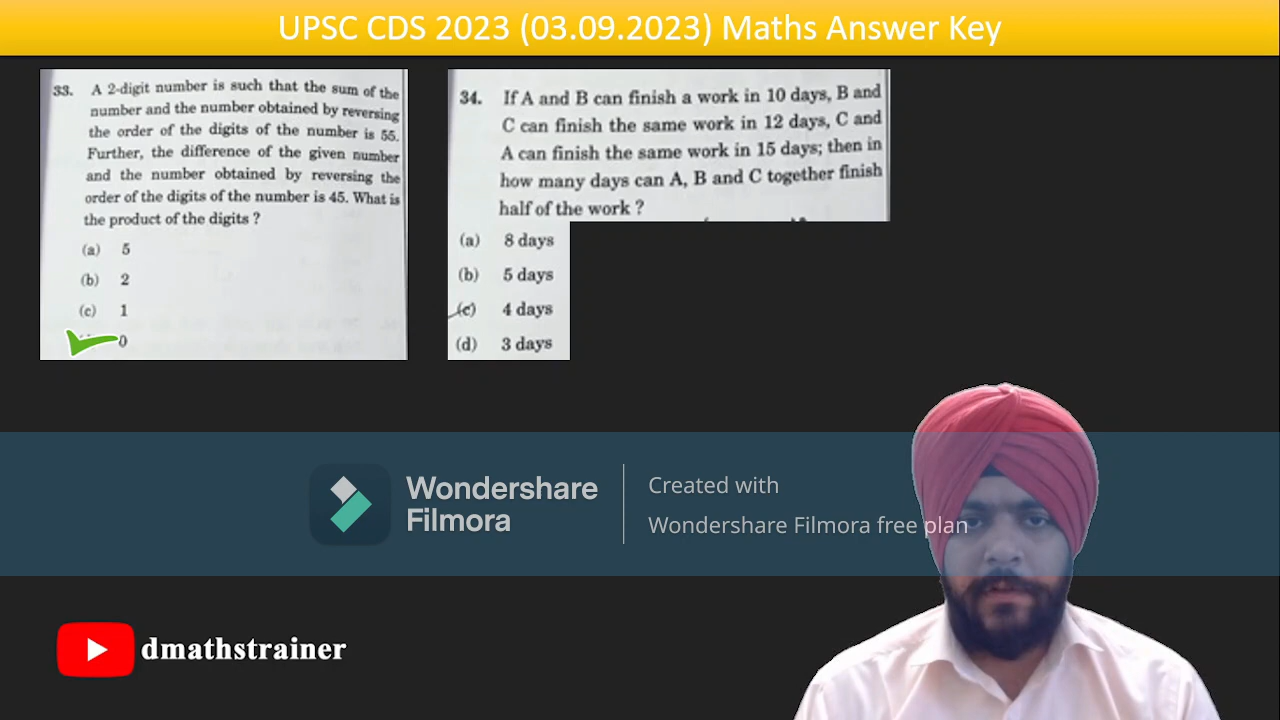 UPSC CDS 2023 (03.09.2023) Maths Answer Key
33. A 2-digit number is such that the sum of the
number and the number obtained by reversing
the order of the digits of the number is 55.
Further, the difference of the given number
and the number obtained by reversing the
order of the digits of the number is 45. What is
the product of the digits ?
(a) 5
(b) 2
(c) 1
0
34. If A and B can finish a work in 10 days, B and
C can finish the same work in 12 days, C and
A can finish the same work in 15 days; then in
how many days can A, B and C together finish
half of the work ?
(a) 8 days
(b) 5 days
(c) 4 days
(d) 3 days
Wondershare
Filmora
Created with
Wondershare Filmora free plan
dmathstrainer